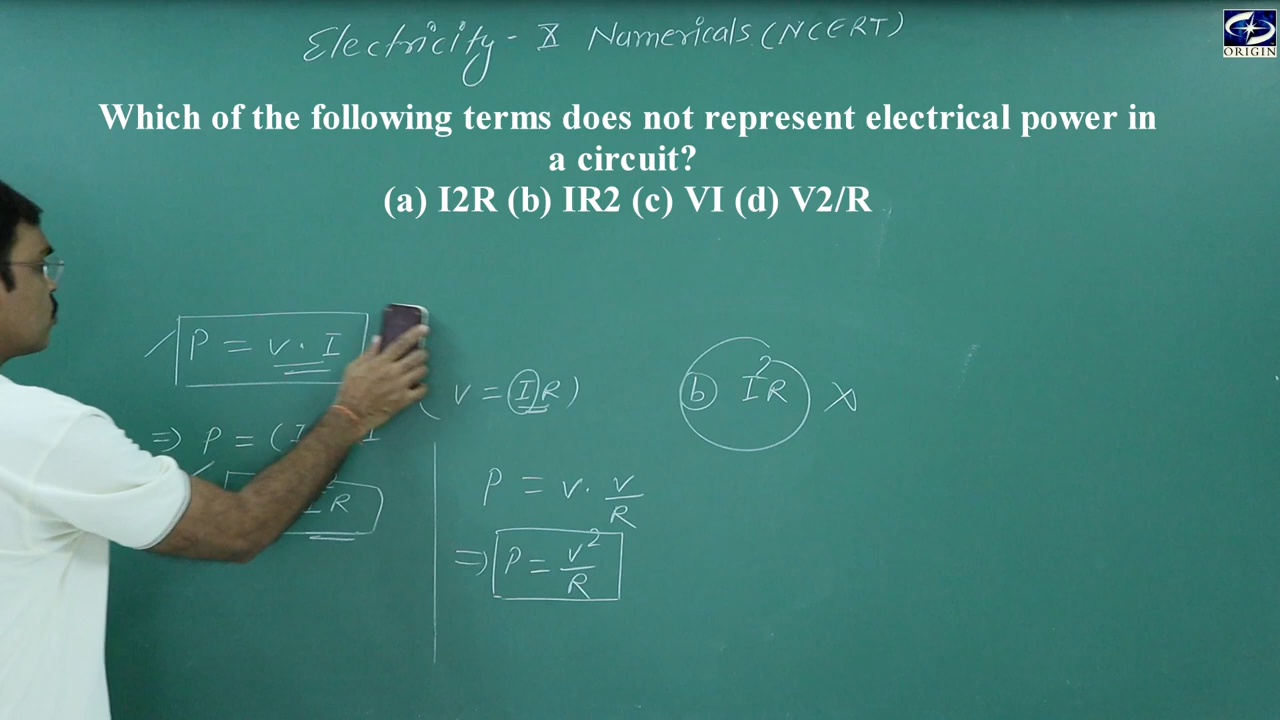 Electricity - X Numericals (NCERT)
ORIGIN
Which of the following terms does not represent electrical power in
a circuit?
(a) I2R (b) IR2 (c) VI (d) V2/R
P = V · I
(V = IR)
⇒ P = (I
I
R
P = V · V/R
⇒ P = V²/R
b I²R ×